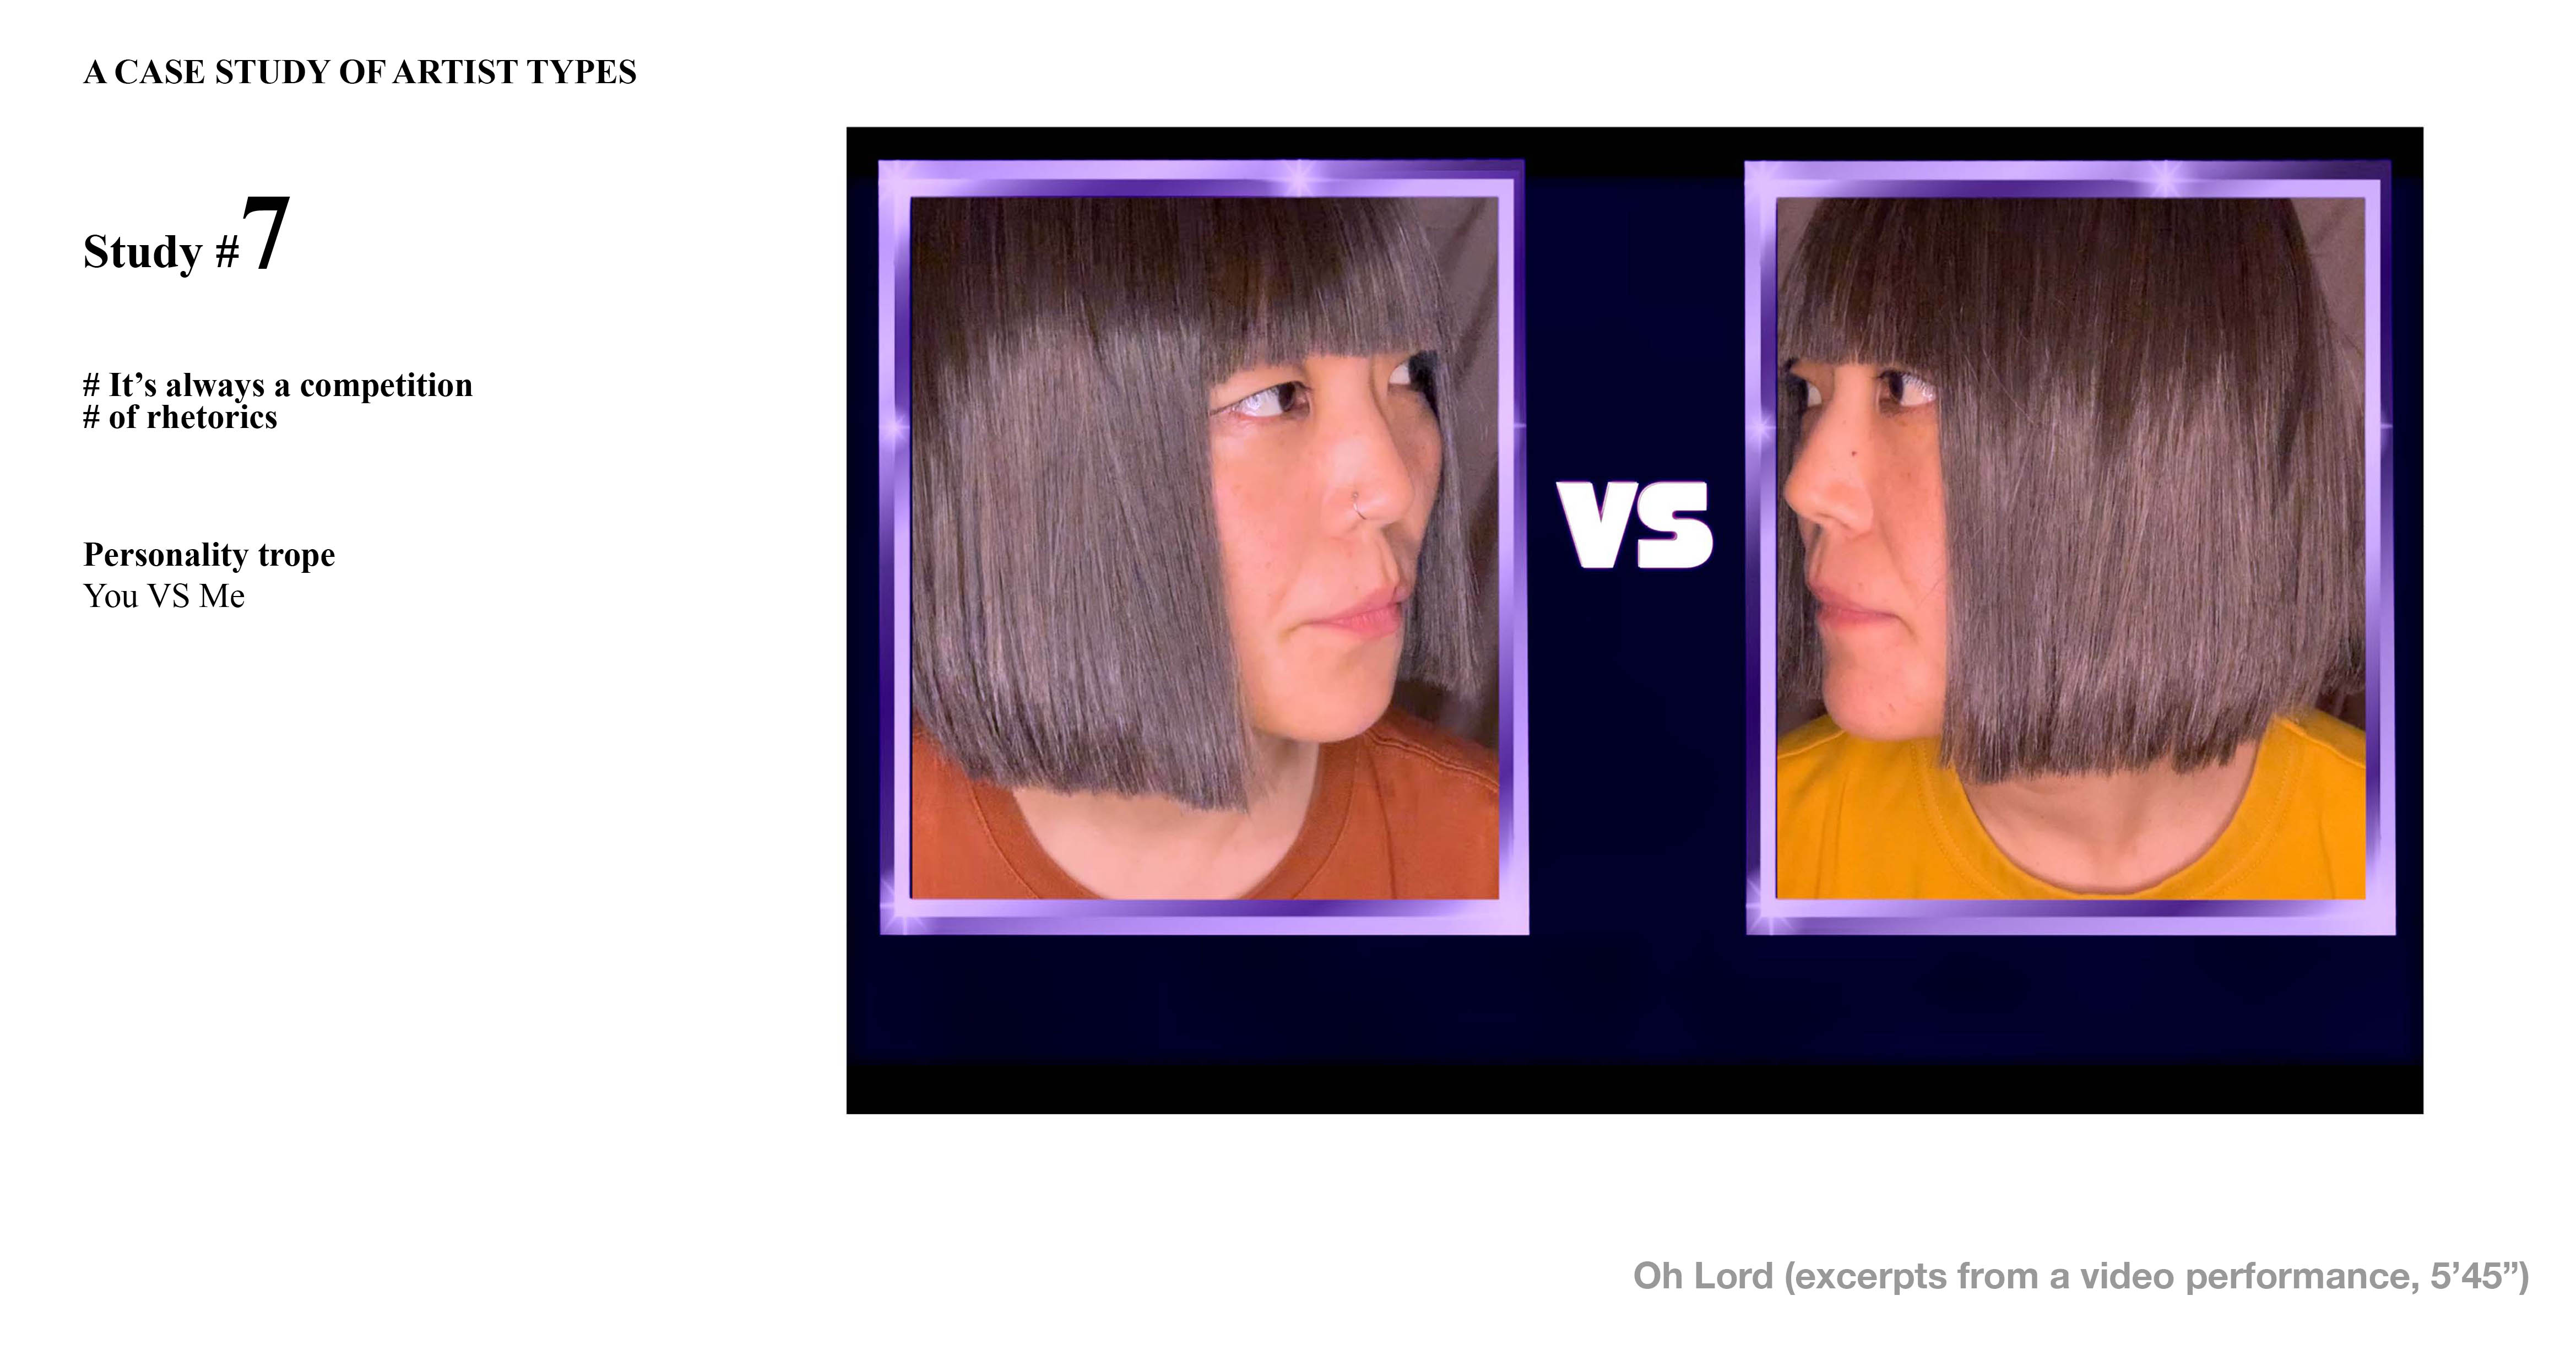 A CASE STUDY OF ARTIST TYPES
Study #7
# It’s always a competition
# of rhetorics
Personality trope
You VS Me
VS
Oh Lord (excerpts from a video performance, 5’45”)